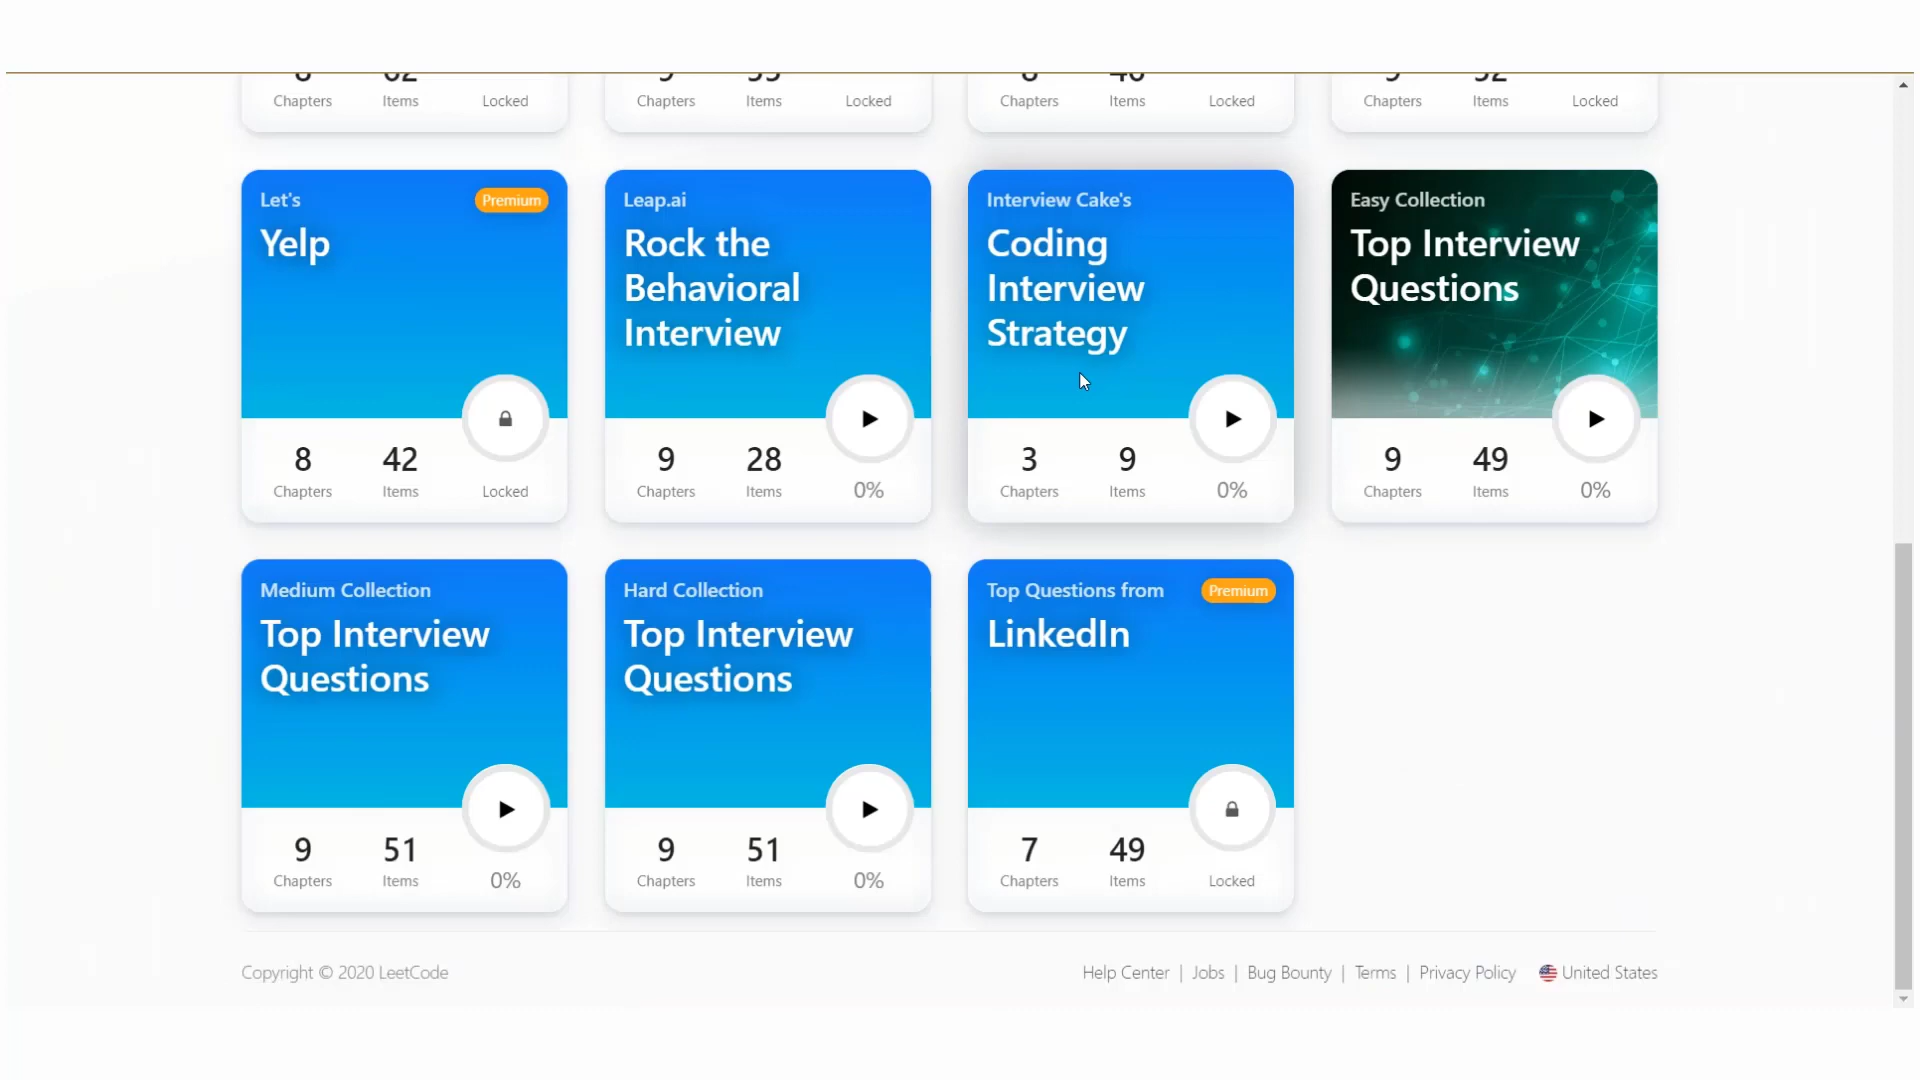 Chapters Items Locked
Chapters Items Locked
Chapters Items Locked
Chapters Items Locked
Let's
Premium
Yelp
8 42
Chapters Items Locked
Leap.ai
Rock the
Behavioral
Interview
9 28
Chapters Items 0%
Interview Cake's
Coding
Interview
Strategy
3 9
Chapters Items 0%
Easy Collection
Top Interview
Questions
9 49
Chapters Items 0%
Medium Collection
Top Interview
Questions
9 51
Chapters Items 0%
Hard Collection
Top Interview
Questions
9 51
Chapters Items 0%
Top Questions from
Premium
LinkedIn
7 49
Chapters Items Locked
Copyright © 2020 LeetCode
Help Center | Jobs | Bug Bounty | Terms | Privacy Policy United States